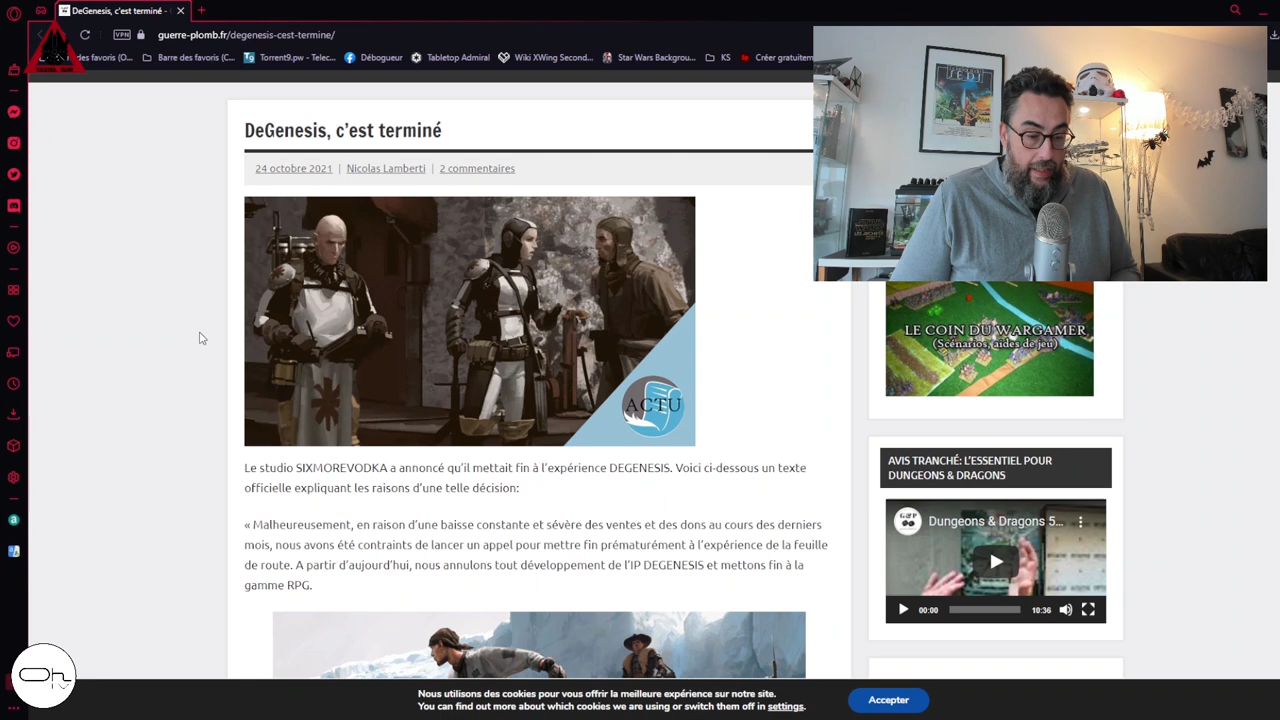 DeGenesis, c'est terminé -
VPN
guerre-plomb.fr/degenesis-cest-termine/
des favoris (O...
Barre des favoris (C...
Torrent9.pw - Telec...
Débogueur
Tabletop Admiral
Wiki XWing Second...
Star Wars Backgrou...
KS
Créer gratuitem
DeGenesis, c'est terminé
24 octobre 2021 | Nicolas Lamberti | 2 commentaires
ACTU
Le studio SIXMOREVODKA a annoncé qu'il mettait fin à l'expérience DEGENESIS. Voici ci-dessous un texte
officielle expliquant les raisons d'une telle décision:
« Malheureusement, en raison d'une baisse constante et sévère des ventes et des dons au cours des derniers
mois, nous avons été contraints de lancer un appel pour mettre fin prématurément à l'expérience de la feuille
de route. A partir d'aujourd'hui, nous annulons tout développement de l'IP DEGENESIS et mettons fin à la
gamme RPG.
LE COIN DU WARGAMER
(Scénarios, aides de jeu)
AVIS TRANCHÉ: L'ESSENTIEL POUR
DUNGEONS & DRAGONS
Dungeons & Dragons 5...
00:00
10:36
Oh
TV
Nous utilisons des cookies pour vous offrir la meilleure expérience sur notre site.
You can find out more about which cookies we are using or switch them off in settings.
Accepter